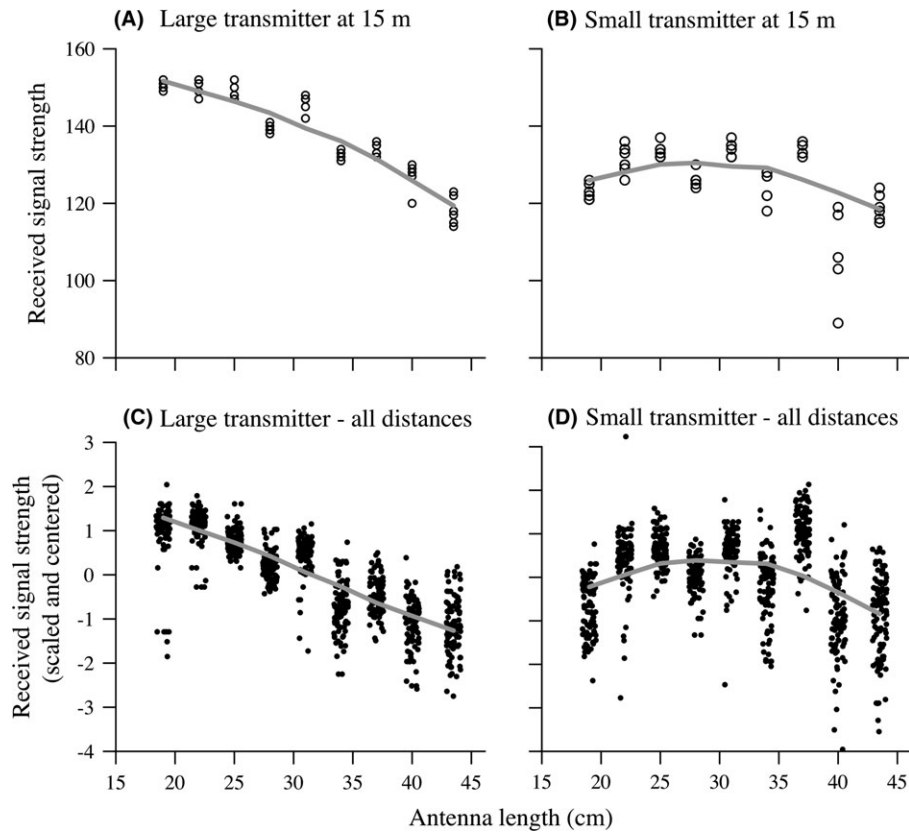 (A) Large transmitter at 15 m
(B) Small transmitter at 15 m
Received signal strength
160
140
120
100
80
(C) Large transmitter - all distances
(D) Small transmitter - all distances
Received signal strength
(scaled and centered)
3
2
1
0
-1
-2
-3
-4
15 20 25 30 35 40 45
15 20 25 30 35 40 45
Antenna length (cm)